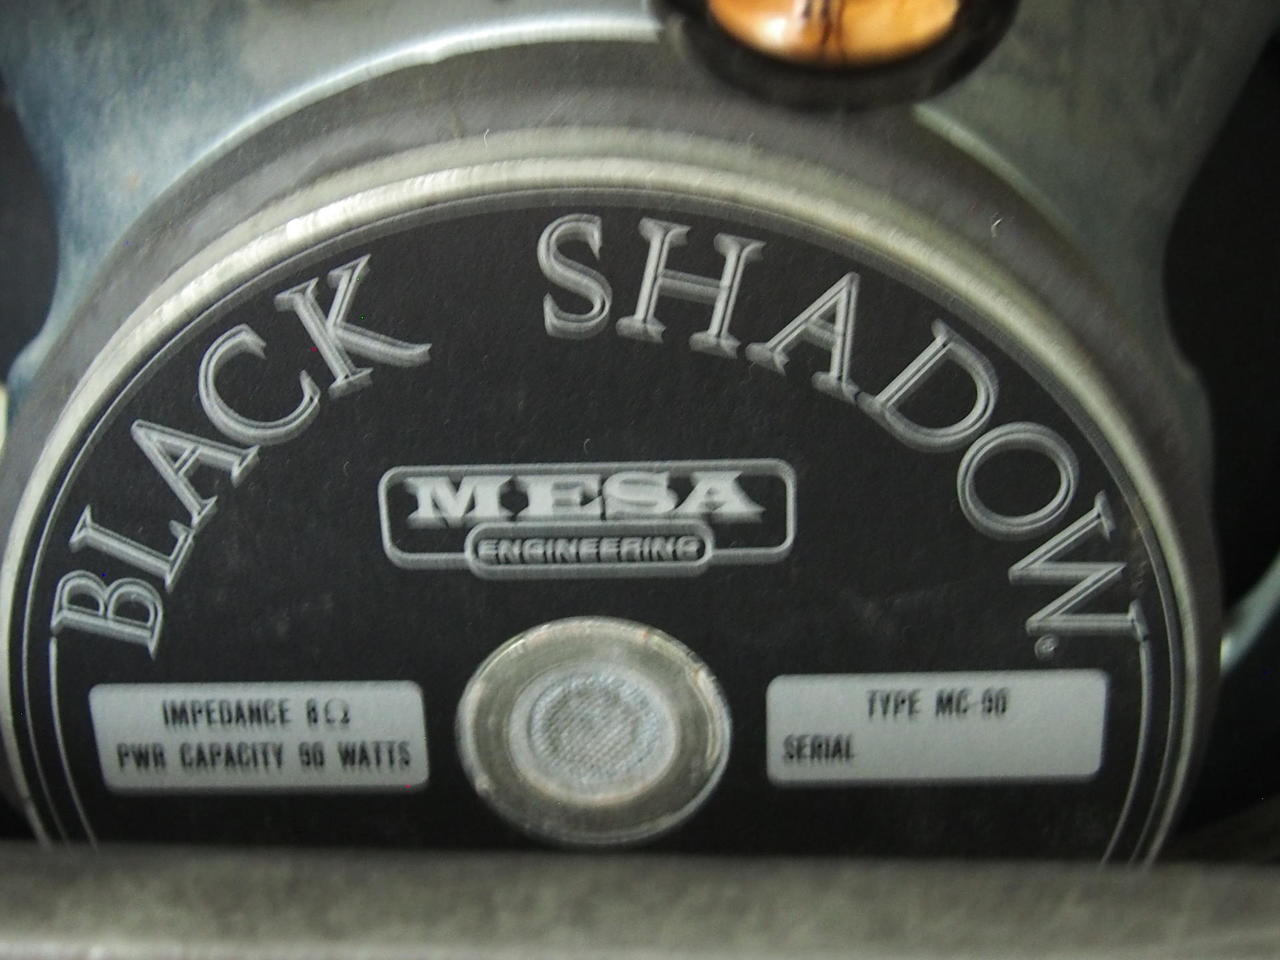 BLACK SHADOW®
MESA
ENGINEERING
IMPEDANCE 8Ω
PWR CAPACITY 90 WATTS
TYPE MC-90
SERIAL